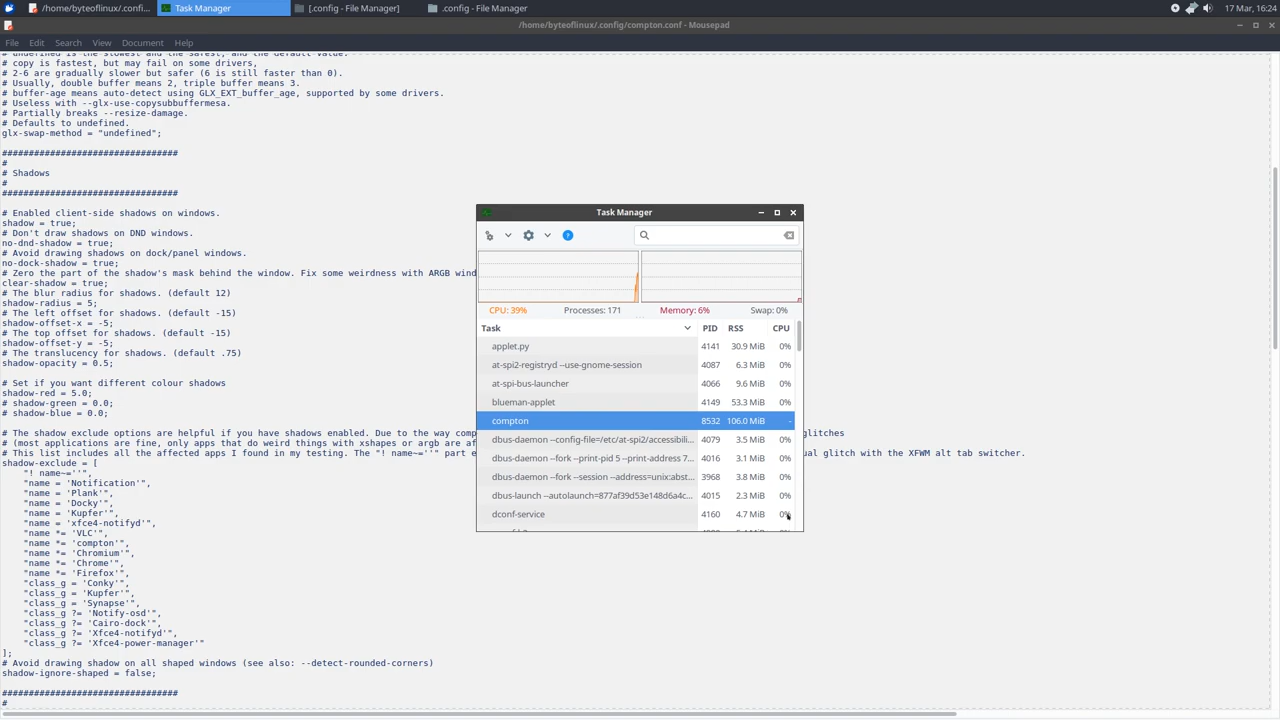 /home/byteoflinux/.confi...
Task Manager
[.config - File Manager]
.config - File Manager
17 Mar, 16:24
/home/byteoflinux/.config/compton.conf - Mousepad
File Edit Search View Document Help
# undefined is the slowest and the safest, and the default value.
# copy is fastest, but may fail on some drivers,
# 2-6 are gradually slower but safer (6 is still faster than 0).
# Usually, double buffer means 2, triple buffer means 3.
# buffer-age means auto-detect using GLX_EXT_buffer_age, supported by some drivers.
# Useless with --glx-use-copysubbuffermesa.
# Partially breaks --resize-damage.
# Defaults to undefined.
glx-swap-method = "undefined";
################################
#
# Shadows
#
################################
# Enabled client-side shadows on windows.
shadow = true;
# Don't draw shadows on DND windows.
no-dnd-shadow = true;
# Avoid drawing shadows on dock/panel windows.
no-dock-shadow = true;
# Zero the part of the shadow's mask behind the window. Fix some weirdness with ARGB wind
clear-shadow = true;
# The blur radius for shadows. (default 12)
shadow-radius = 5;
# The left offset for shadows. (default -15)
shadow-offset-x = -5;
# The top offset for shadows. (default -15)
shadow-offset-y = -5;
# The translucency for shadows. (default .75)
shadow-opacity = 0.5;
# Set if you want different colour shadows
shadow-red = 5.0;
# shadow-green = 0.0;
# shadow-blue = 0.0;
# The shadow exclude options are helpful if you have shadows enabled. Due to the way comp glitches
# (most applications are fine, only apps that do weird things with xshapes or argb are af
# This list includes all the affected apps I found in my testing. The "! name~=''" part e ual glitch with the XFWM alt tab switcher.
shadow-exclude = [
"! name~=''",
"name = 'Notification'",
"name = 'Plank'",
"name = 'Docky'",
"name = 'Kupfer'",
"name = 'xfce4-notifyd'",
"name *= 'VLC'",
"name *= 'compton'",
"name *= 'Chromium'",
"name *= 'Chrome'",
"name *= 'Firefox'",
"class_g = 'Conky'",
"class_g = 'Kupfer'",
"class_g = 'Synapse'",
"class_g ?= 'Notify-osd'",
"class_g ?= 'Cairo-dock'",
"class_g ?= 'Xfce4-notifyd'",
"class_g ?= 'Xfce4-power-manager'"
];
# Avoid drawing shadow on all shaped windows (see also: --detect-rounded-corners)
shadow-ignore-shaped = false;
################################
#
Task Manager
CPU: 39% Processes: 171 Memory: 6% Swap: 0%
Task PID RSS CPU
applet.py 4141 30.9 MiB 0%
at-spi2-registryd --use-gnome-session 4087 6.3 MiB 0%
at-spi-bus-launcher 4066 9.6 MiB 0%
blueman-applet 4149 53.3 MiB 0%
compton 8532 106.0 MiB -
dbus-daemon --config-file=/etc/at-spi2/accessibili... 4079 3.5 MiB 0%
dbus-daemon --fork --print-pid 5 --print-address 7... 4016 3.1 MiB 0%
dbus-daemon --fork --session --address=unix:abst... 3968 3.8 MiB 0%
dbus-launch --autolaunch=877af39d53e148d6a4c... 4015 2.3 MiB 0%
dconf-service 4160 4.7 MiB 0%